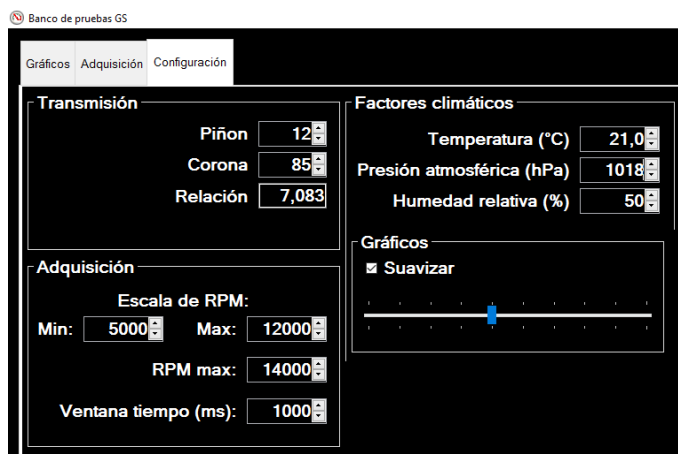 Banco de pruebas GS
Gráficos Adquisición Configuración
Transmisión
Piñon 12
Corona 85
Relación 7,083
Adquisición
Escala de RPM:
Min: 5000 Max: 12000
RPM max: 14000
Ventana tiempo (ms): 1000
Factores climáticos
Temperatura (°C) 21,0
Presión atmosférica (hPa) 1018
Humedad relativa (%) 50
Gráficos
Suavizar